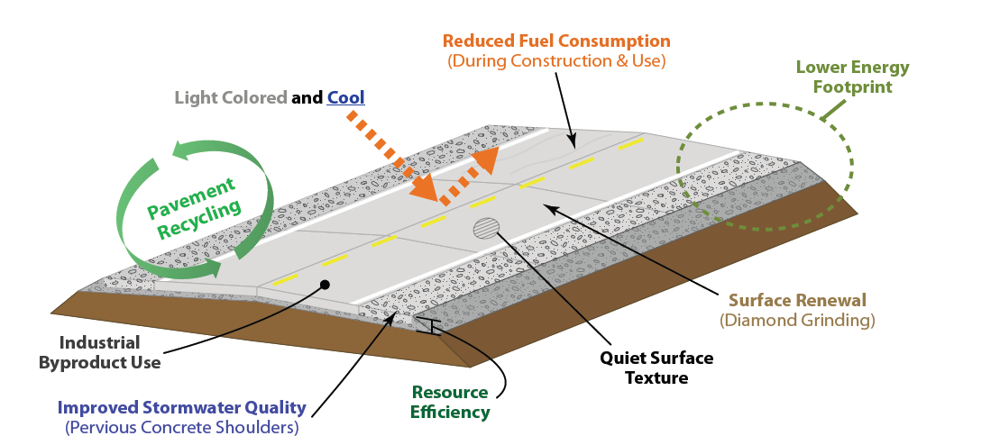 Reduced Fuel Consumption
(During Construction & Use)
Lower Energy
Footprint
Light Colored and Cool
Pavement
Recycling
Surface Renewal
(Diamond Grinding)
Industrial
Byproduct Use
Quiet Surface
Texture
Resource
Efficiency
Improved Stormwater Quality
(Pervious Concrete Shoulders)